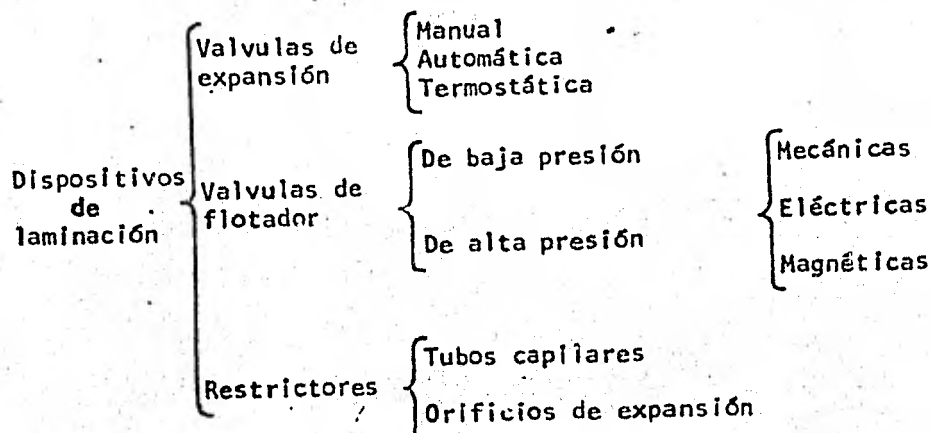 Dispositivos
de
laminación
Valvulas de
expansión
Manual
Automática
Termostática
Valvulas de
flotador
De baja presión
De alta presión
Mecánicas
Eléctricas
Magnéticas
Restrictores
Tubos capilares
Orificios de expansión